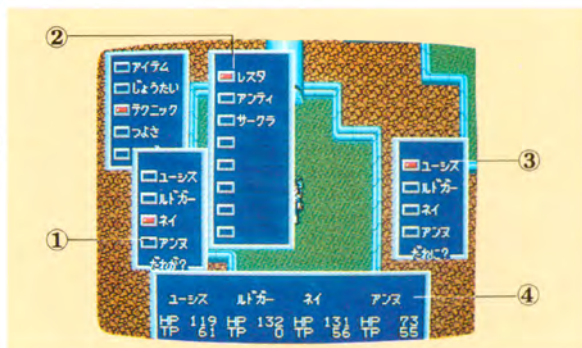 ②
アイテム
じょうたい
テクニック
つよさ
レスタ
アンティ
サークラ
①
ユーシス
ルドガー
ネイ
アンヌ
だれが?
③
ユーシス
ルドガー
ネイ
アンヌ
だれに?
④
ユーシス ルドガー ネイ アンヌ
HP 119 HP 132 HP 131 HP 73
TP 61 TP 0 TP 56 TP 55